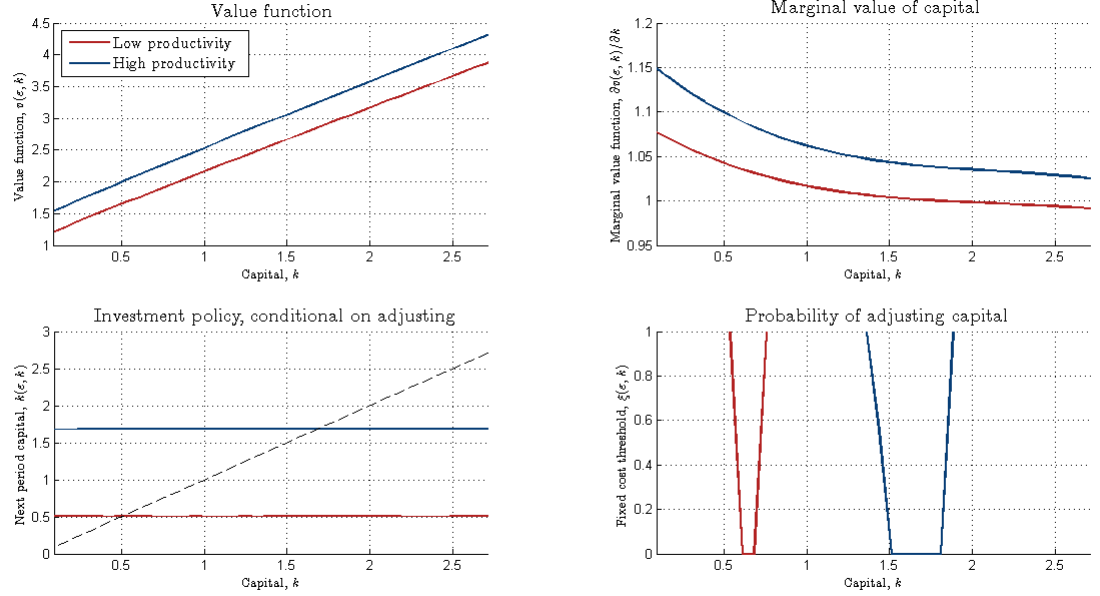 Value function
Value function, v(ε, k)
4.5
4
3.5
3
2.5
2
1.5
1
Low productivity
High productivity
0.5 1 1.5 2 2.5
Capital, k
Marginal value of capital
Marginal value function, ∂v(ε, k)/∂k
1.2
1.15
1.1
1.05
1
0.95
0.5 1 1.5 2 2.5
Capital, k
Investment policy, conditional on adjusting
Next period capital, k(ε, k)
3
2.5
2
1.5
1
0.5
0
0.5 1 1.5 2 2.5
Capital, k
Probability of adjusting capital
Fixed cost threshold, ξ(ε, k)
1
0.8
0.6
0.4
0.2
0
0.5 1 1.5 2 2.5
Capital, k